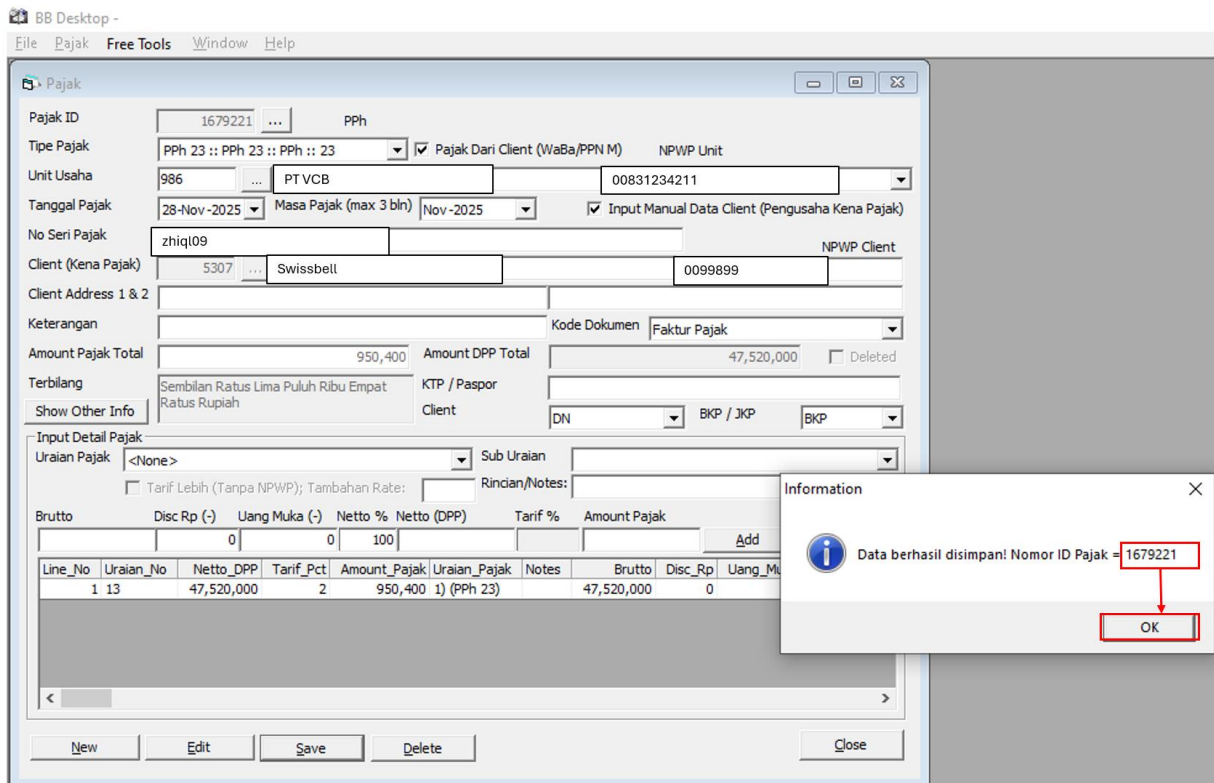 BB Desktop -
File Pajak Free Tools Window Help
Pajak
Pajak ID 1679221 ... PPh
Tipe Pajak PPh 23 :: PPh 23 :: PPh :: 23 Pajak Dari Client (WaBa/PPN M) NPWP Unit
Unit Usaha 986 ... PT VCB 00831234211
Tanggal Pajak 28-Nov-2025 Masa Pajak (max 3 bln) Nov-2025 Input Manual Data Client (Pengusaha Kena Pajak)
No Seri Pajak zhiql09 NPWP Client
Client (Kena Pajak) 5307 ... Swissbell 0099899
Client Address 1 & 2
Keterangan Kode Dokumen Faktur Pajak
Amount Pajak Total 950,400 Amount DPP Total 47,520,000 Deleted
Terbilang Sembilan Ratus Lima Puluh Ribu Empat KTP / Paspor
Ratus Rupiah
Show Other Info Client DN BKP / JKP BKP
Input Detail Pajak
Uraian Pajak <None> Sub Uraian
Tarif Lebih (Tanpa NPWP); Tambahan Rate: Rincian/Notes:
Brutto Disc Rp (-) Uang Muka (-) Netto % Netto (DPP) Tarif % Amount Pajak
0 0 100 Add
Line_No Uraian_No Netto_DPP Tarif_Pct Amount_Pajak Uraian_Pajak Notes Brutto Disc_Rp Uang_Mu
1 13 47,520,000 2 950,400 1) (PPh 23) 47,520,000 0
New Edit Save Delete Close
Information
Data berhasil disimpan! Nomor ID Pajak = 1679221
OK